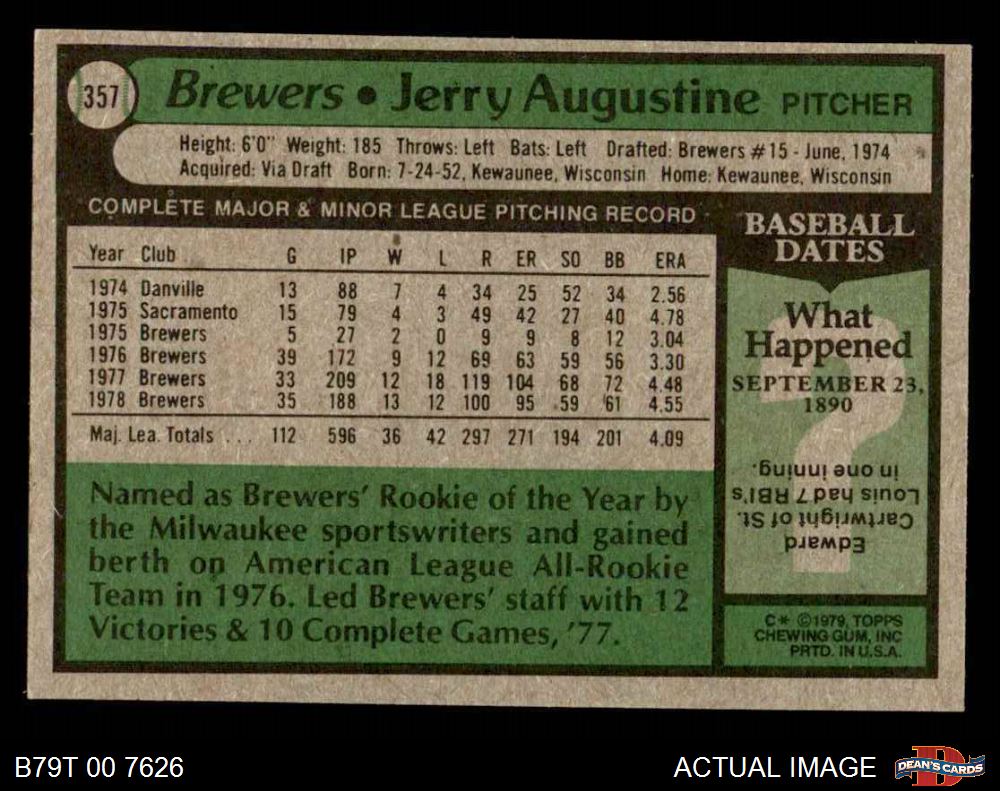 357 Brewers • Jerry Augustine PITCHER
Height: 6'0" Weight: 185 Throws: Left Bats: Left Drafted: Brewers #15 - June, 1974
Acquired: Via Draft Born: 7-24-52, Kewaunee, Wisconsin Home: Kewaunee, Wisconsin
COMPLETE MAJOR & MINOR LEAGUE PITCHING RECORD
Year Club G IP W L R ER SO BB ERA
1974 Danville 13 88 7 4 34 25 52 34 2.56
1975 Sacramento 15 79 4 3 49 42 27 40 4.78
1975 Brewers 5 27 2 0 9 9 8 12 3.04
1976 Brewers 39 172 9 12 69 63 59 56 3.30
1977 Brewers 33 209 12 18 119 104 68 72 4.48
1978 Brewers 35 188 13 12 100 95 59 61 4.55
Maj. Lea. Totals ... 112 596 36 42 297 271 194 201 4.09
Named as Brewers' Rookie of the Year by
the Milwaukee sportswriters and gained
berth on American League All-Rookie
Team in 1976. Led Brewers' staff with 12
Victories & 10 Complete Games, '77.
BASEBALL
DATES
What
Happened
SEPTEMBER 23,
1890
?
Edward
Cartwright of St.
Louis had 7 RBI's
in one inning.
C* ©1979, TOPPS
CHEWING GUM, INC
PRTD. IN U.S.A.
B79T 00 7626
ACTUAL IMAGE
D
DEAN'S CARDS